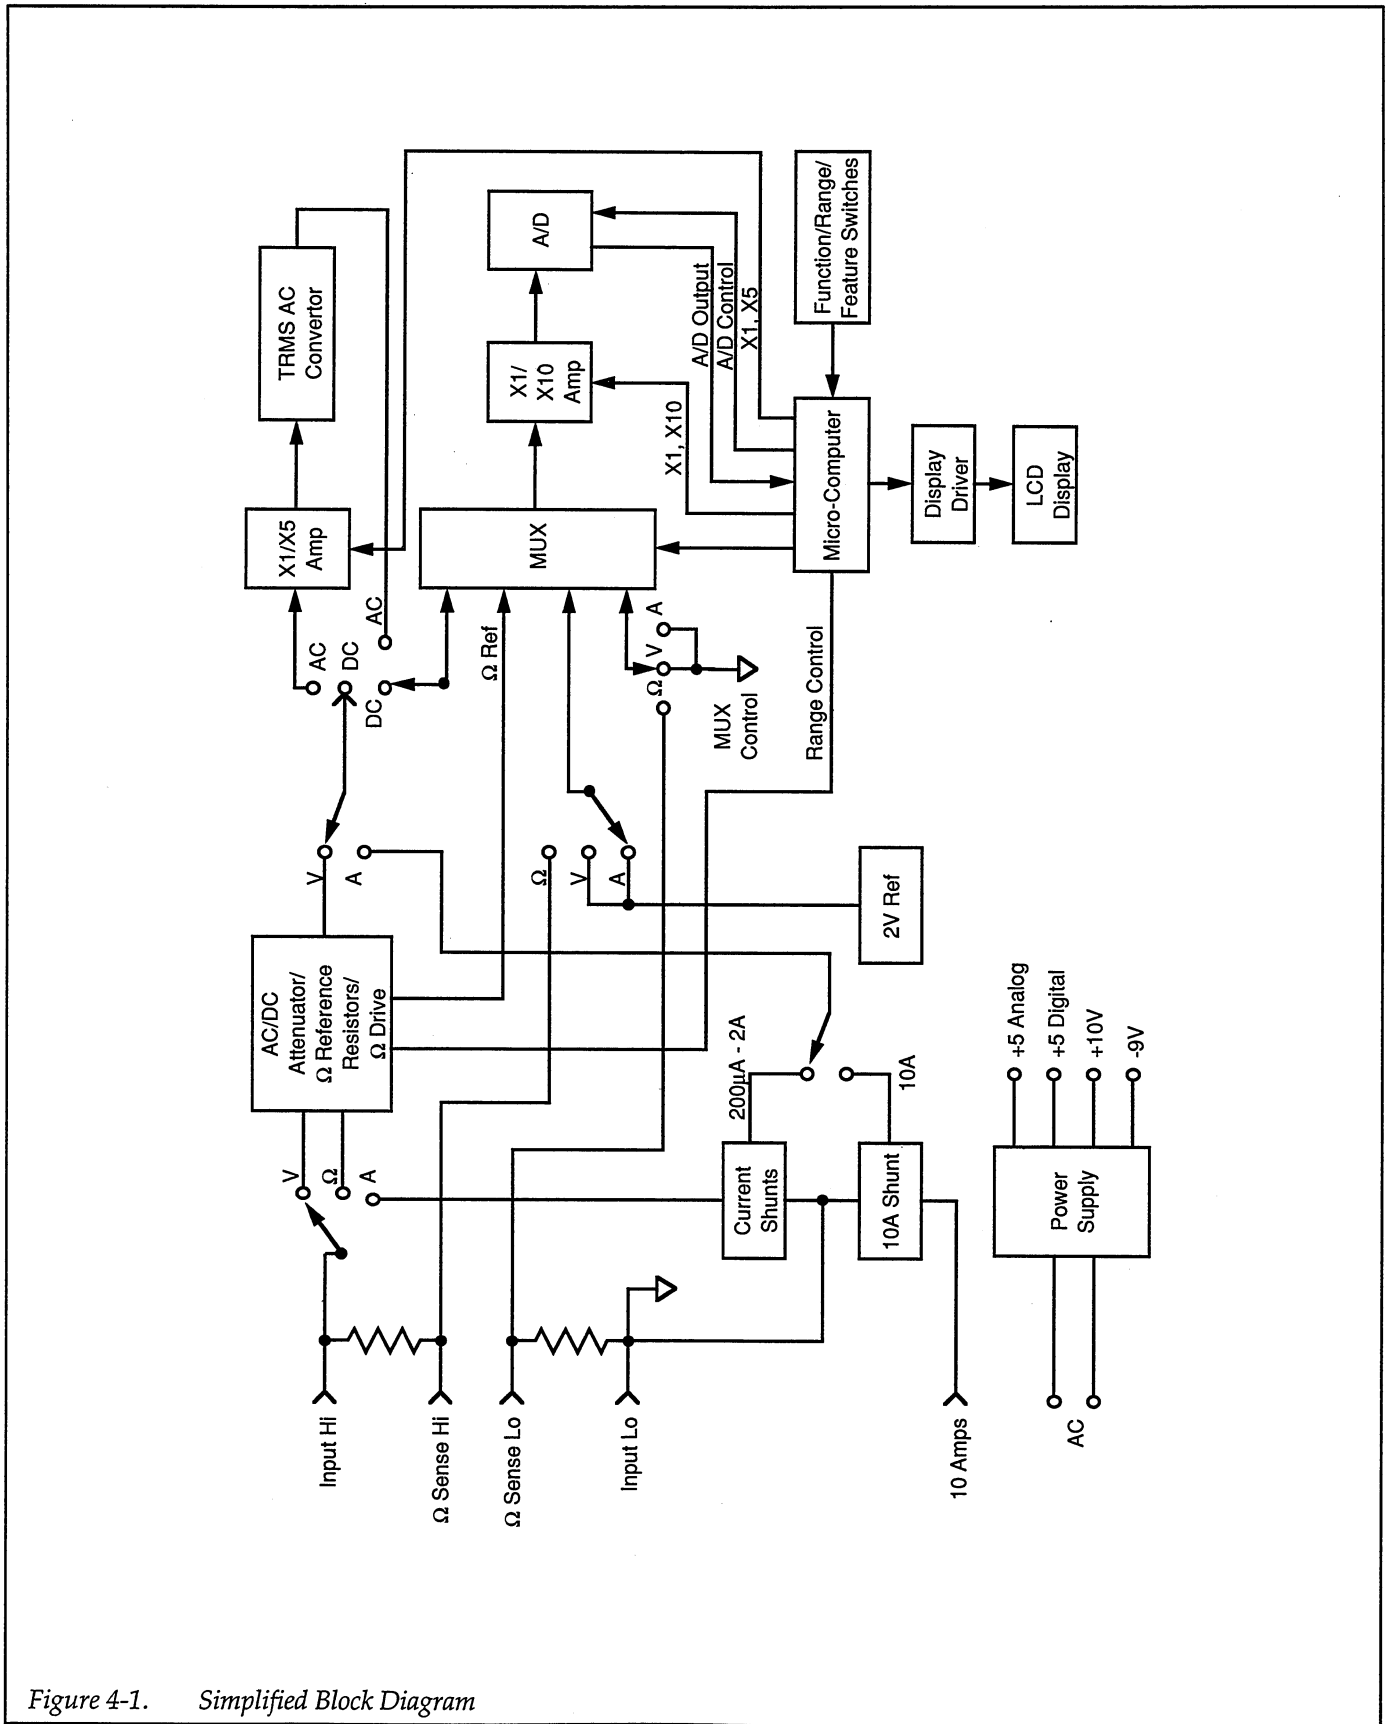 TRMS AC
Convertor
X1/X5
Amp
AC
DC
AC
DC
V
A
AC/DC
Attenuator/
Ω Reference
Resistors/
Ω Drive
V
Ω
A
Input Hi
Ω Sense Hi
Ω Sense Lo
Input Lo
10 Amps
A/D
X1/
X10
Amp
MUX
Ω Ref
Ω
V
A
Ω
V
A
MUX
Control
A/D Output
A/D Control
X1, X5
X1, X10
Function/Range/
Feature Switches
Micro-Computer
Range Control
Display
Driver
LCD
Display
2V Ref
200µA - 2A
10A
Current
Shunts
10A Shunt
+5 Analog
+5 Digital
+10V
-9V
Power
Supply
AC
Figure 4-1. Simplified Block Diagram